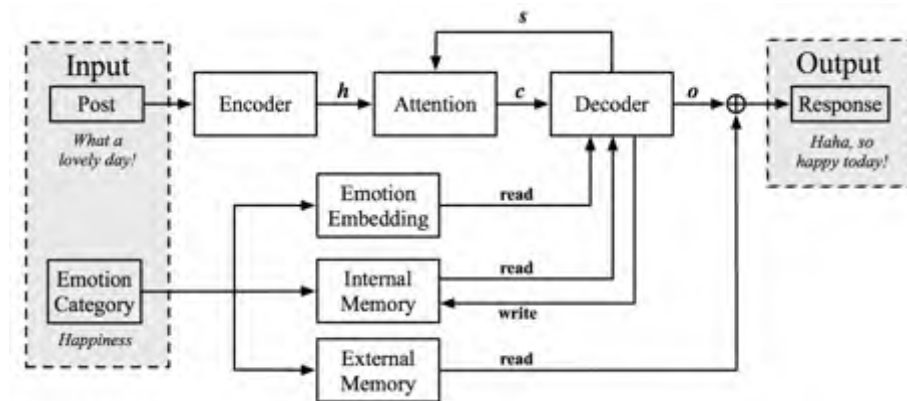 Input
Post
What a
lovely day!
Emotion
Category
Happiness
Encoder
h
Attention
s
c
Decoder
o
Emotion
Embedding
read
Internal
Memory
read
write
External
Memory
read
Output
Response
Haha, so
happy today!